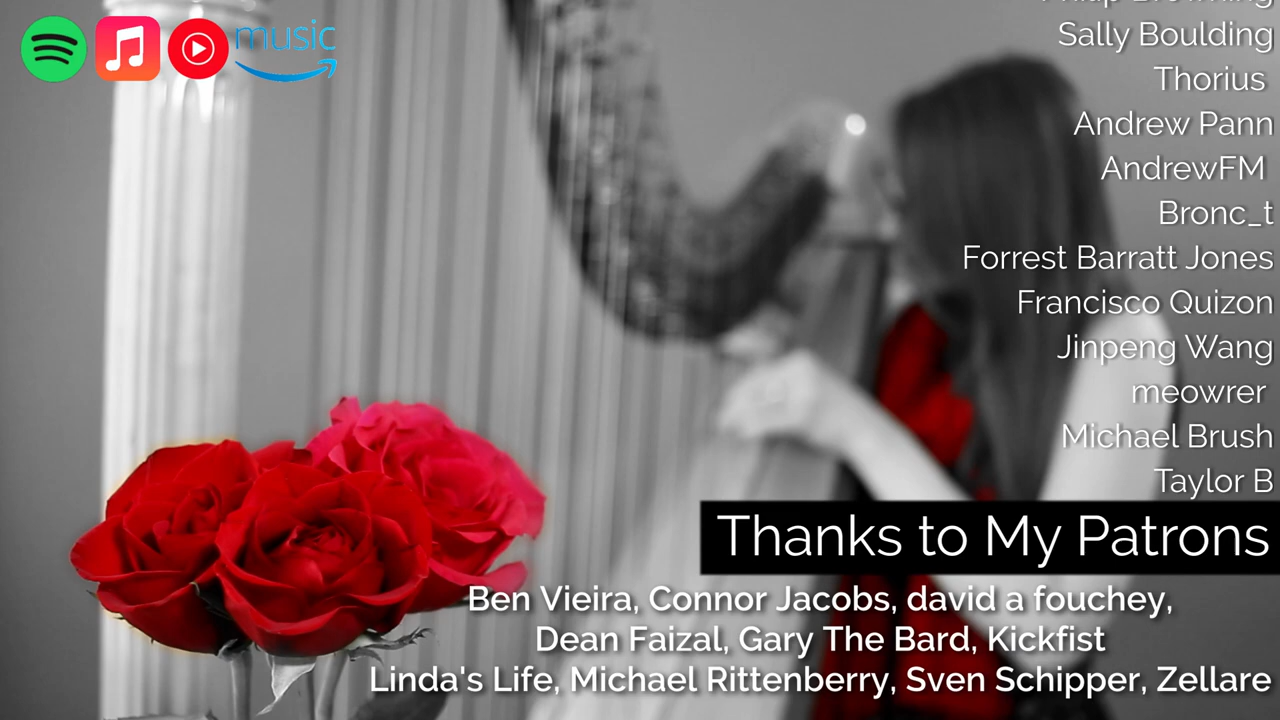 music
Sally Boulding
Thorius
Andrew Pann
AndrewFM
Bronc_t
Forrest Barratt Jones
Francisco Quizon
Jinpeng Wang
meowrer
Michael Brush
Taylor B
Thanks to My Patrons
Ben Vieira, Connor Jacobs, david a fouchey,
Dean Faizal, Gary The Bard, Kickfist
Linda's Life, Michael Rittenberry, Sven Schipper, Zellare